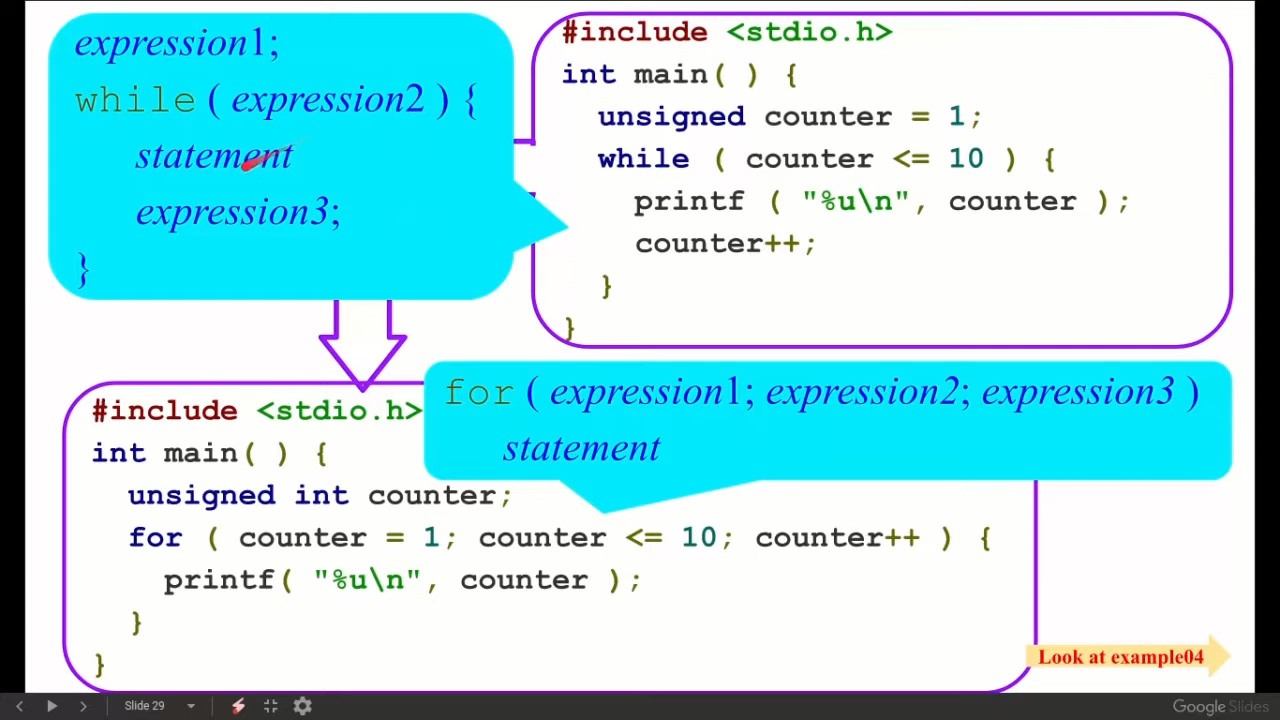 expression1;
while ( expression2 ) {
statement
expression3;
}
#include <stdio.h>
int main( ) {
unsigned counter = 1;
while ( counter <= 10 ) {
printf ( "%u\n", counter );
counter++;
}
}
for ( expression1; expression2; expression3 )
statement
#include <stdio.h>
int main( ) {
unsigned int counter;
for ( counter = 1; counter <= 10; counter++ ) {
printf( "%u\n", counter );
}
}
Look at example04
Slide 29
Google Slides